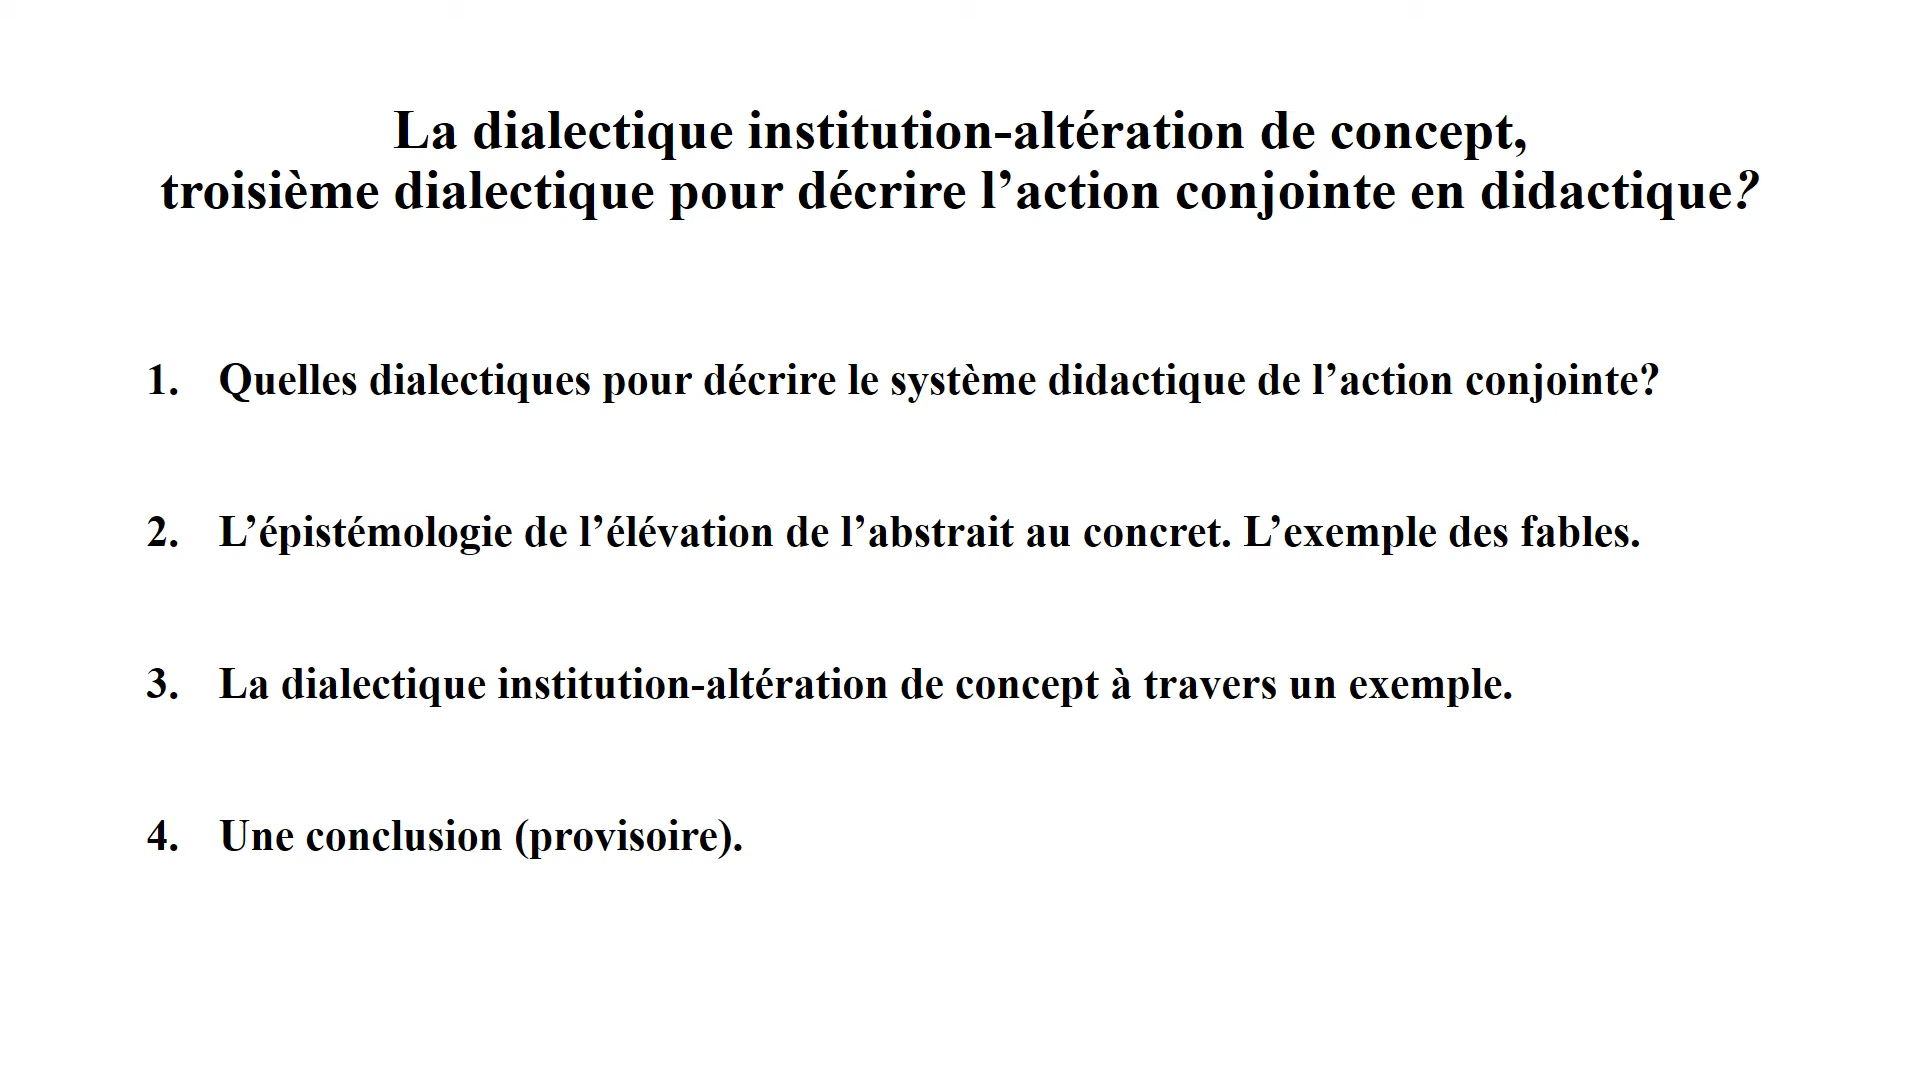 La dialectique institution-altération de concept,
troisième dialectique pour décrire l’action conjointe en didactique?
1. Quelles dialectiques pour décrire le système didactique de l’action conjointe?
2. L’épistémologie de l’élévation de l’abstrait au concret. L’exemple des fables.
3. La dialectique institution-altération de concept à travers un exemple.
4. Une conclusion (provisoire).